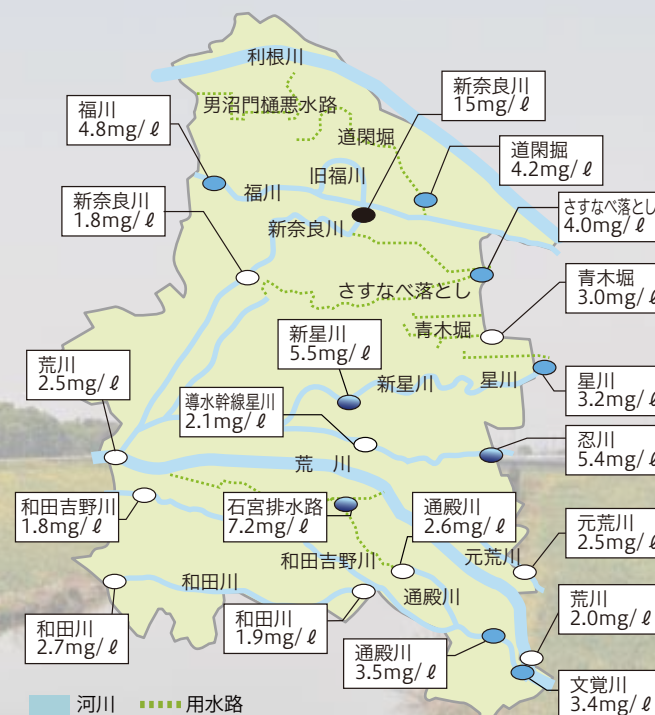 利根川
新奈良川
15mg/ℓ
男沼門樋悪水路
福川
4.8mg/ℓ
道閑堀
道閑堀
4.2mg/ℓ
旧福川
福川
新奈良川
1.8mg/ℓ
さすなべ落とし
4.0mg/ℓ
新奈良川
青木堀
3.0mg/ℓ
さすなべ落とし
青木堀
新星川
5.5mg/ℓ
荒川
2.5mg/ℓ
新星川
星川
星川
3.2mg/ℓ
導水幹線星川
2.1mg/ℓ
忍川
5.4mg/ℓ
荒 川
和田吉野川
1.8mg/ℓ
石宮排水路
7.2mg/ℓ
通殿川
2.6mg/ℓ
元荒川
2.5mg/ℓ
和田吉野川
元荒川
和田川
通殿川
荒川
2.0mg/ℓ
和田川
2.7mg/ℓ
和田川
1.9mg/ℓ
通殿川
3.5mg/ℓ
文覚川
3.4mg/ℓ
河川 用水路